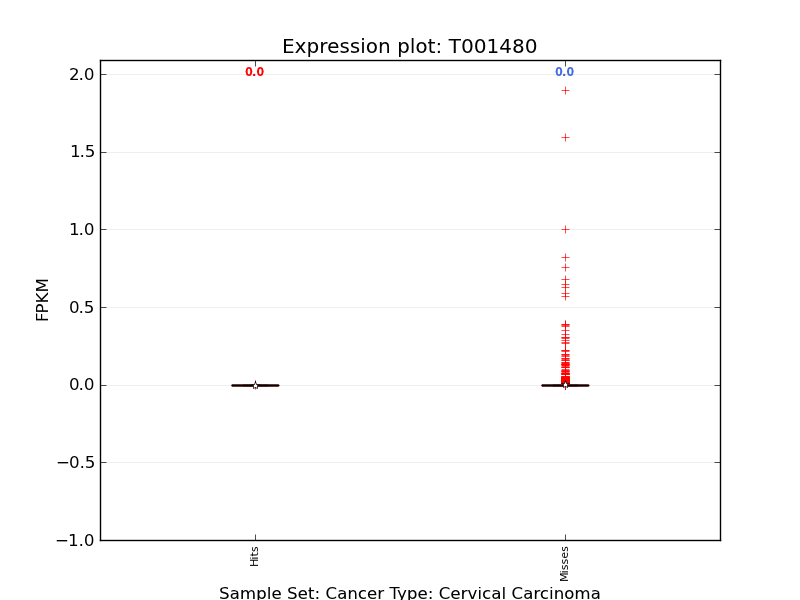 Expression plot: T001480
2.0
1.5
1.0
0.5
0.0
−0.5
−1.0
FPKM
0.0
0.0
Hits
Misses
Sample Set: Cancer Type: Cervical Carcinoma